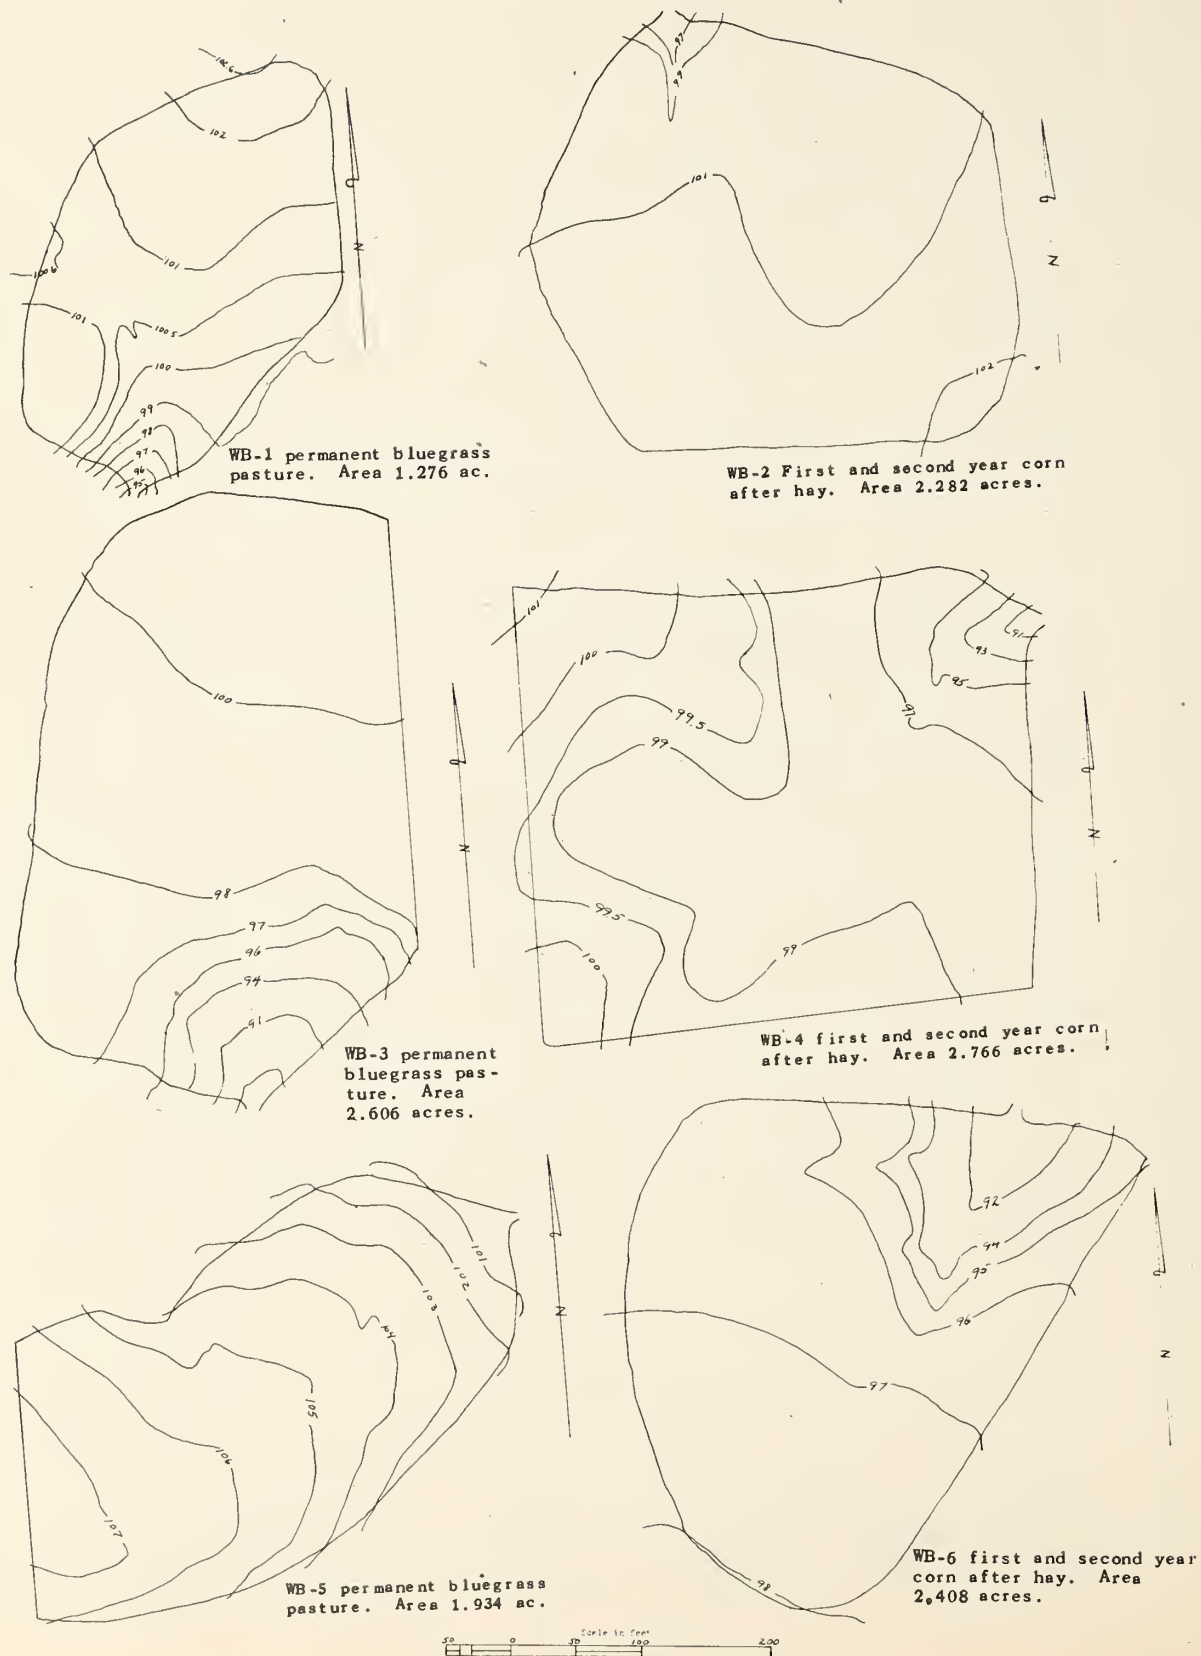 102.6
102
101
100.6
101
100.5
100
99
98
97
96
95
N
WB-1 permanent bluegrass
pasture. Area 1.276 ac.
97
99
101
102
N
WB-2 First and second year corn
after hay. Area 2.282 acres.
100
98
97
96
94
91
N
WB-3 permanent
bluegrass pas-
ture. Area
2.606 acres.
101
100
99.5
99
97
91
93
95
99.5
100
99
N
WB-4 first and second year corn
after hay. Area 2.766 acres.
101
102
103
104
105
106
107
N
WB-5 permanent bluegrass
pasture. Area 1.934 ac.
92
94
95
96
97
98
N
WB-6 first and second year
corn after hay. Area
2.408 acres.
Scale in feet
50 0 50 100 200